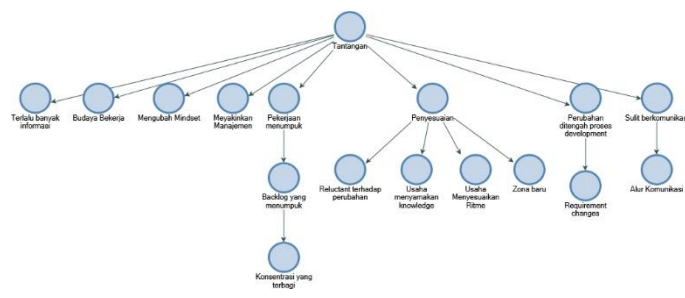 Tantangan
Terlalu banyak
informasi
Budaya Bekerja
Mengubah Mindset
Meyakinkan
Manajemen
Pekerjaan
menumpuk
Penyesuaian
Perubahan
ditengah proses
development
Sulit berkomunikasi
Backlog yang
menumpuk
Reluctant terhadap
perubahan
Usaha
menyamakan
knowledge
Usaha
Menyesuaikan
Ritme
Zona baru
Requirement
changes
Alur Komunikasi
Konsentrasi yang
terbagi